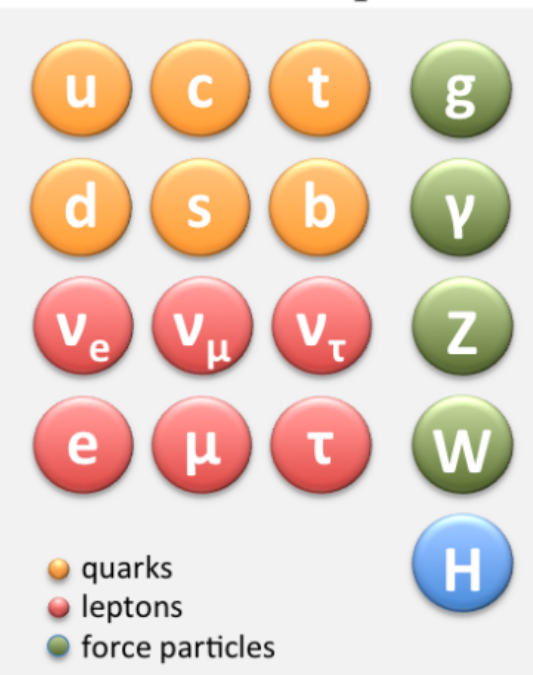 u c t g
d s b γ
νe νμ ντ Z
e μ τ W
H
quarks
leptons
force particles